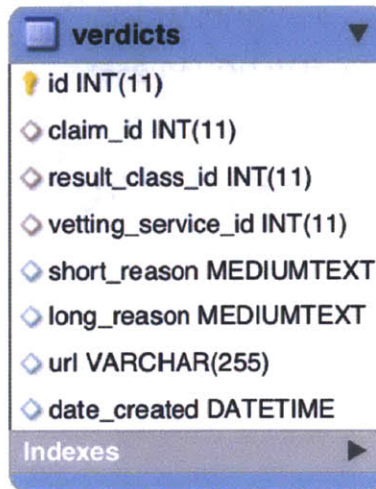 verdicts
id INT(11)
claim_id INT(11)
result_class_id INT(11)
vetting_service_id INT(11)
short_reason MEDIUMTEXT
long_reason MEDIUMTEXT
url VARCHAR(255)
date_created DATETIME
Indexes